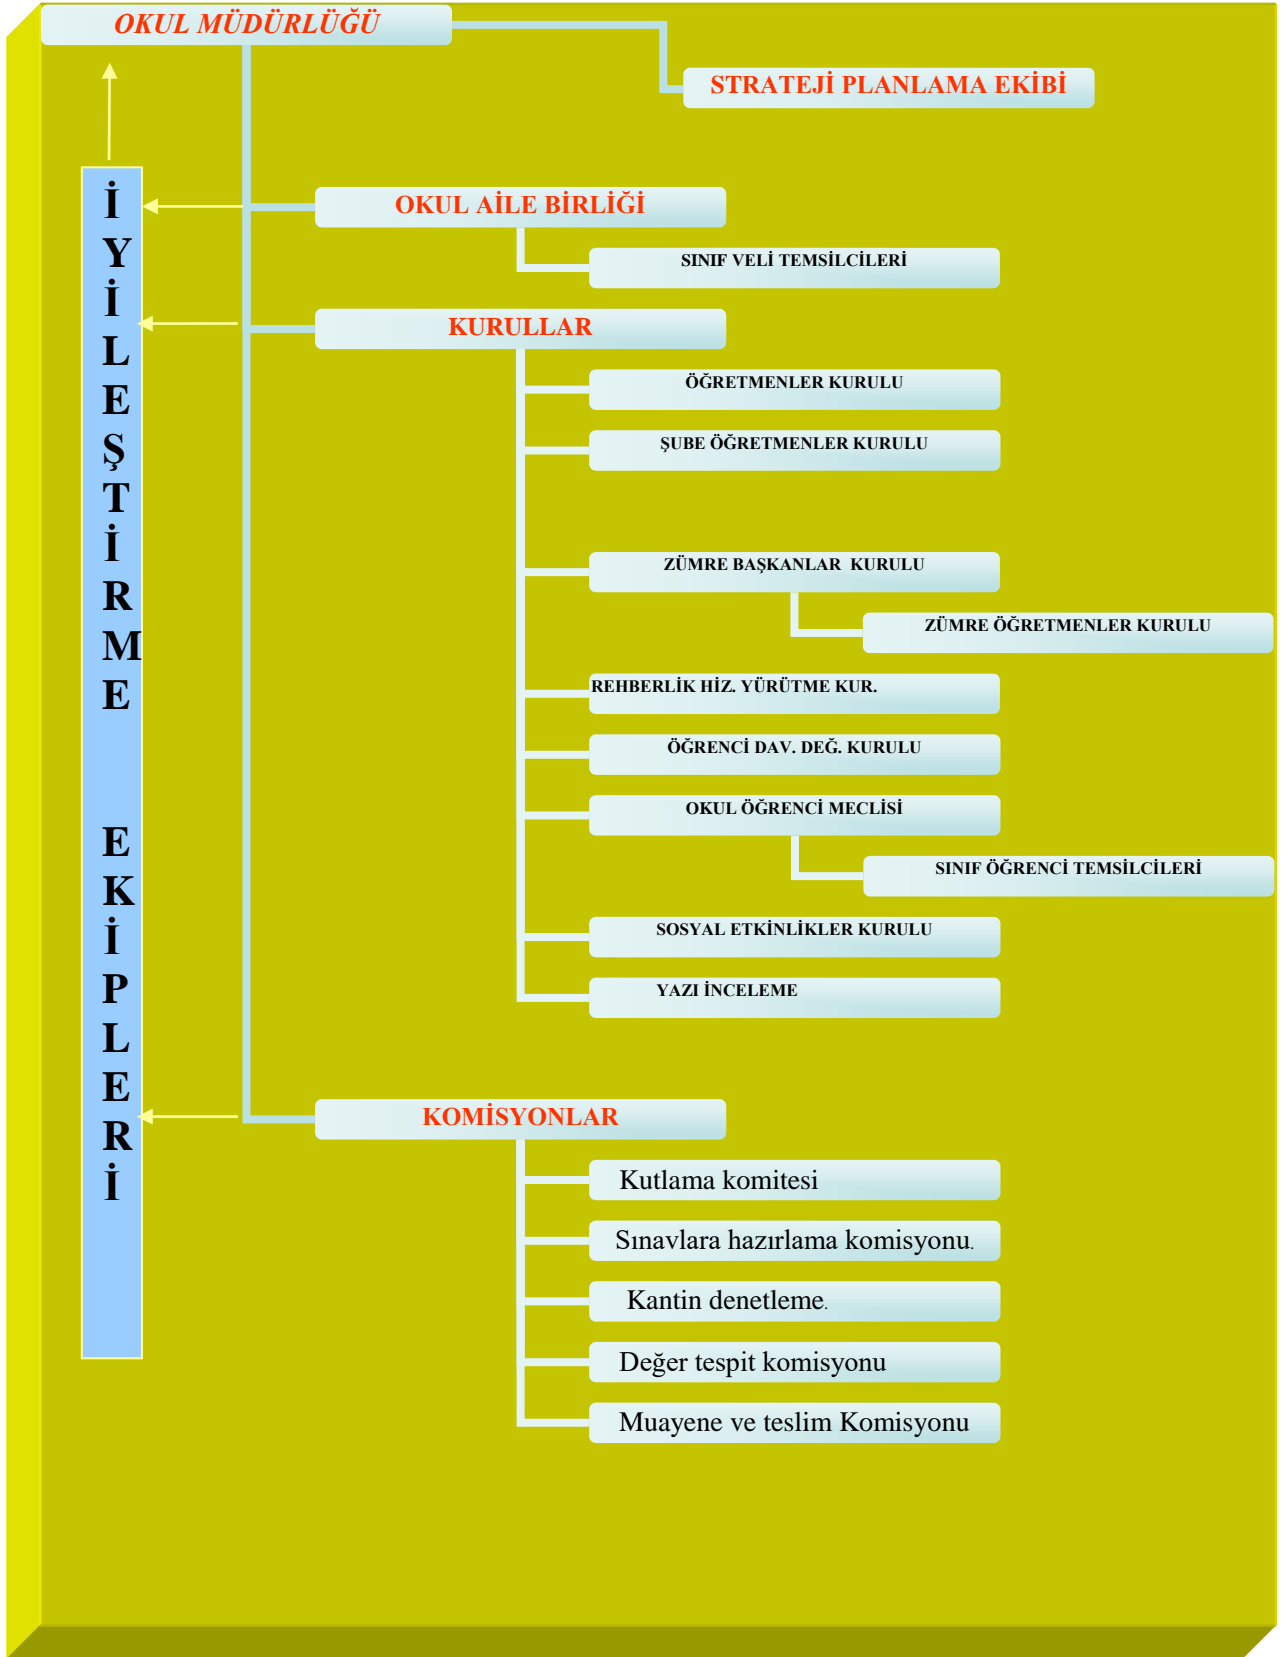 OKUL MÜDÜRLÜĞÜ
STRATEJİ PLANLAMA EKİBİ
İYİLEŞTİRME EKİPLERİ
OKUL AİLE BİRLİĞİ
SINIF VELİ TEMSİLCİLERİ
KURULLAR
ÖĞRETMENLER KURULU
ŞUBE ÖĞRETMENLER KURULU
ZÜMRE BAŞKANLAR KURULU
ZÜMRE ÖĞRETMENLER KURULU
REHBERLİK HİZ. YÜRÜTME KUR.
ÖĞRENCİ DAV. DEĞ. KURULU
OKUL ÖĞRENCİ MECLİSİ
SINIF ÖĞRENCİ TEMSİLCİLERİ
SOSYAL ETKİNLİKLER KURULU
YAZI İNCELEME
KOMİSYONLAR
Kutlama komitesi
Sınavlara hazırlama komisyonu.
Kantin denetleme.
Değer tespit komisyonu
Muayene ve teslim Komisyonu